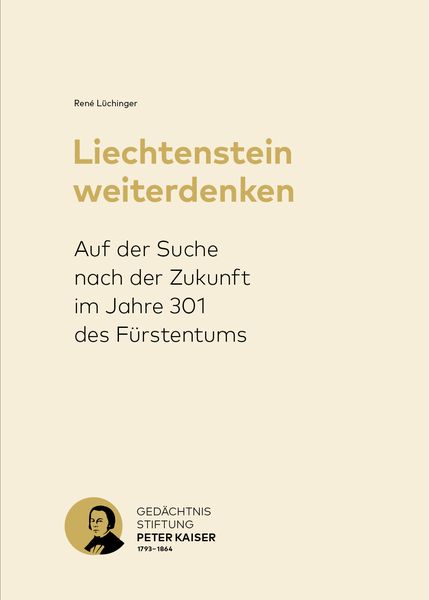 René Lüchinger
Liechtenstein
weiterdenken
Auf der Suche
nach der Zukunft
im Jahre 301
des Fürstentums
GEDÄCHTNIS
STIFTUNG
PETER KAISER
1793–1864